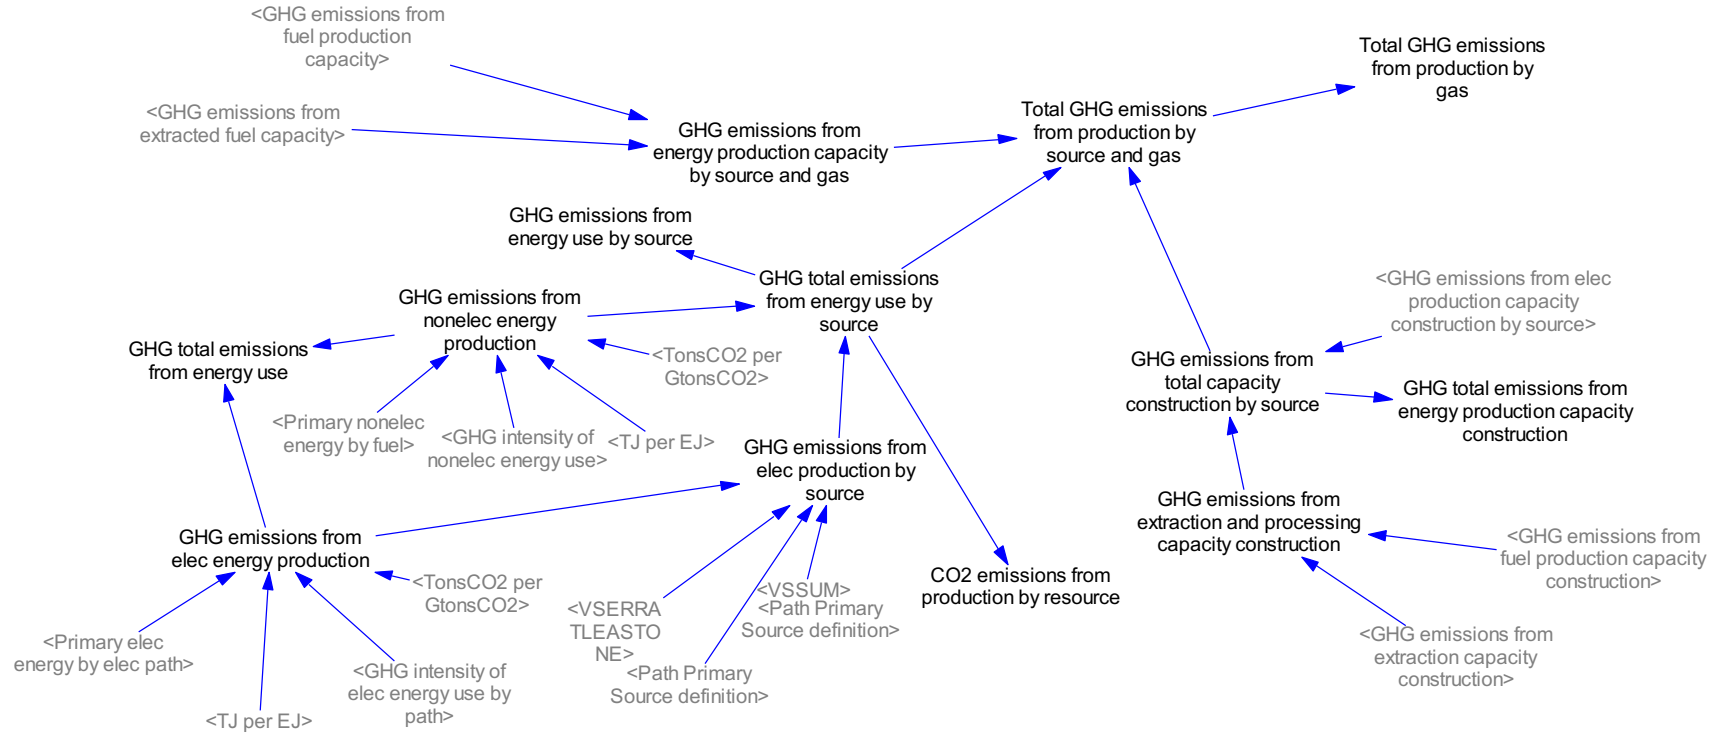 <GHG emissions from
fuel production
capacity>
Total GHG emissions
from production by
gas
<GHG emissions from
extracted fuel capacity>
GHG emissions from
energy production capacity
by source and gas
Total GHG emissions
from production by
source and gas
GHG emissions from
energy use by source
GHG total emissions
from energy use by
source
<GHG emissions from elec
production capacity
construction by source>
GHG emissions from
nonelec energy
production
GHG total emissions
from energy use
<TonsCO2 per
GtonsCO2>
GHG emissions from
total capacity
construction by source
GHG total emissions from
energy production capacity
construction
<Primary nonelec
energy by fuel>
<GHG intensity of
nonelec energy use>
<TJ per EJ>
GHG emissions from
elec production by
source
GHG emissions from
extraction and processing
capacity construction
GHG emissions from
elec energy production
<TonsCO2 per
GtonsCO2>
<GHG emissions from
fuel production capacity
construction>
CO2 emissions from
production by resource
<VSSUM>
<Path Primary
Source definition>
<VSERRA
TLEASTO
NE>
<Primary elec
energy by elec path>
<GHG intensity of
elec energy use by
path>
<Path Primary
Source definition>
<GHG emissions from
extraction capacity
construction>
<TJ per EJ>